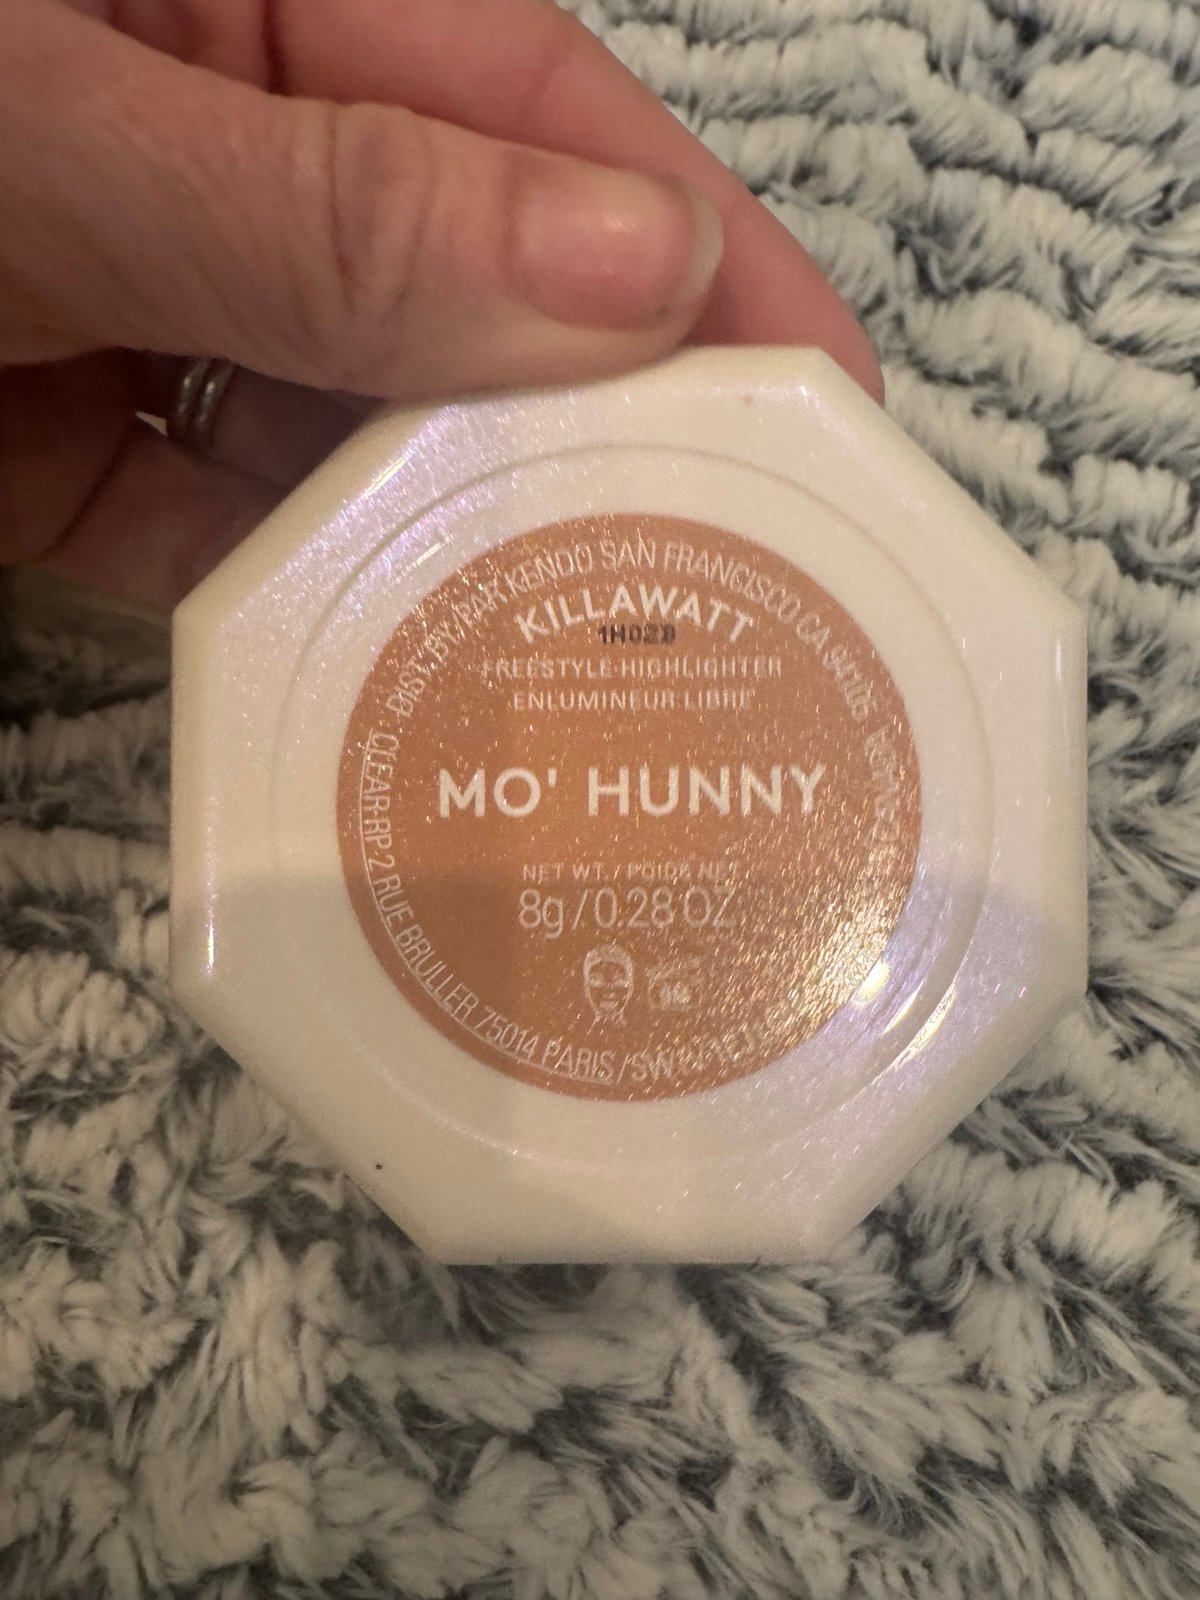 DIST. BY/PAR KENDO SAN FRANCISCO, CA 94105
KILLAWATT
1H02B
FREESTYLE HIGHLIGHTER
ENLUMINEUR LIBRE
MO' HUNNY
NET WT. / POIDS NET
8g / 0.28 OZ
CLEAR-RP 2 RUE BRULLER 75014 PARIS